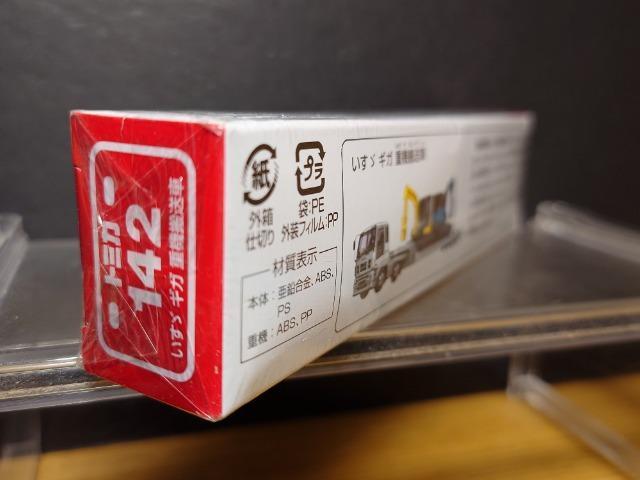 トミカ
142
いすゞ ギガ 重機搬送車
紙
外箱
仕切り
プラ
袋:PE
外装フィルム:PP
材質表示
本体:亜鉛合金、ABS、
PS
重機:ABS、PP
いすゞ ギガ 重機搬送車